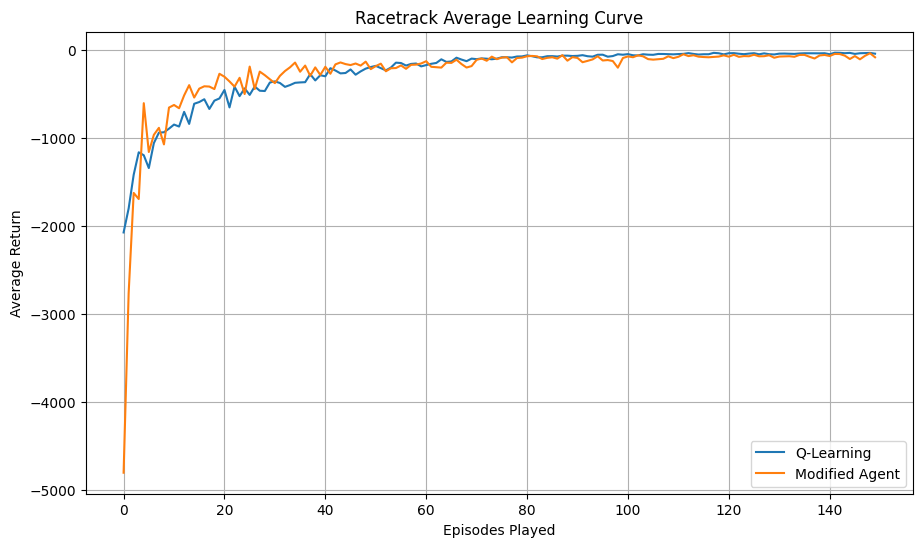 Racetrack Average Learning Curve
Average Return
0
−1000
−2000
−3000
−4000
−5000
0 20 40 60 80 100 120 140
Episodes Played
Q-Learning
Modified Agent